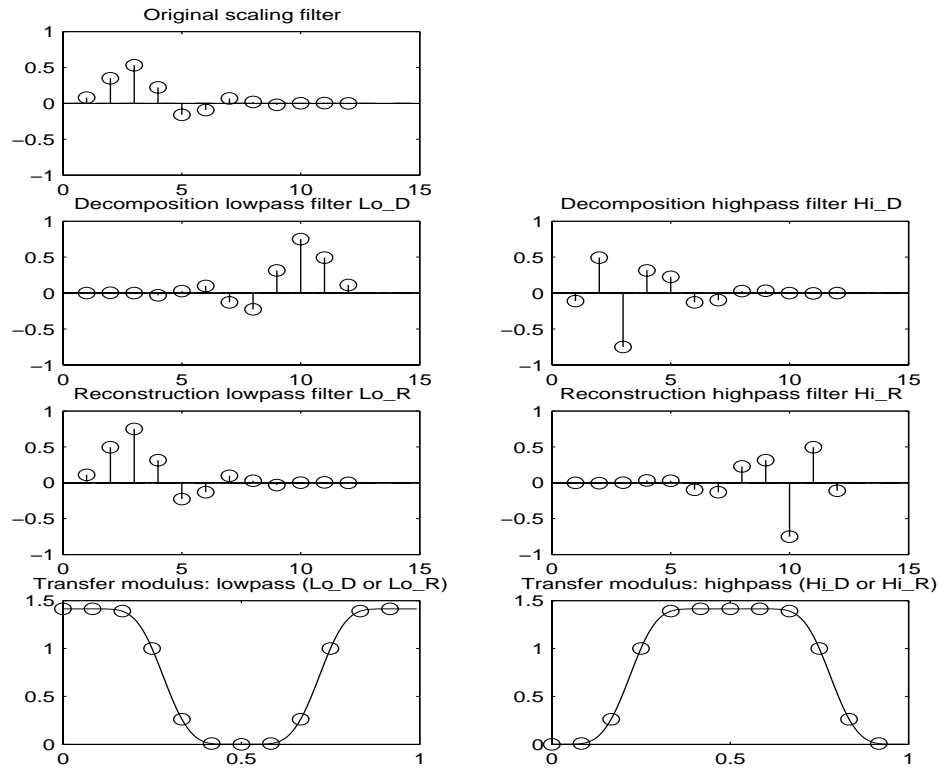 Original scaling filter
1
0.5
0
−0.5
−1
0 5 10 15
Decomposition lowpass filter Lo_D
1
0.5
0
−0.5
−1
0 5 10 15
Decomposition highpass filter Hi_D
1
0.5
0
−0.5
−1
0 5 10 15
Reconstruction lowpass filter Lo_R
1
0.5
0
−0.5
−1
0 5 10 15
Reconstruction highpass filter Hi_R
1
0.5
0
−0.5
−1
0 5 10 15
Transfer modulus: lowpass (Lo_D or Lo_R)
1.5
1
0.5
0
0 0.5 1
Transfer modulus: highpass (Hi_D or Hi_R)
1.5
1
0.5
0
0 0.5 1